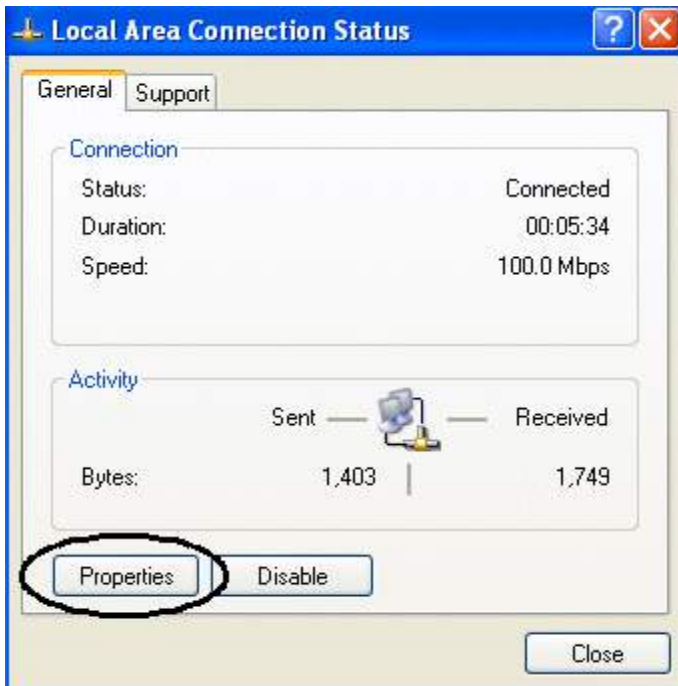 Local Area Connection Status
General Support
Connection
Status: Connected
Duration: 00:05:34
Speed: 100.0 Mbps
Activity
Sent Received
Bytes: 1,403 1,749
Properties Disable
Close